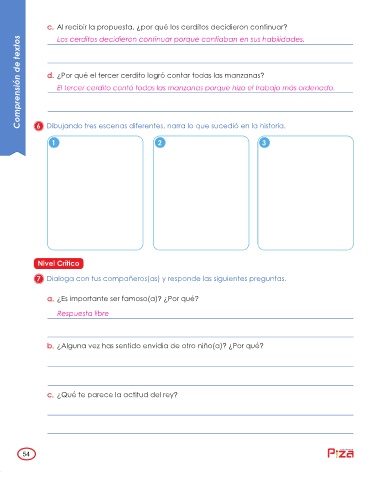 c. Al recibir la propuesta, ¿por qué los cerditos decidieron continuar?
Los cerditos decidieron continuar porque confiaban en sus habilidades.
d. ¿Por qué el tercer cerdito logró contar todas las manzanas?
El tercer cerdito contó todas las manzanas porque hizo el trabajo más ordenado.
Comprensión de textos
6 Dibujando tres escenas diferentes, narra lo que sucedió en la historia.
1 2 3
Nivel Crítico
7 Dialoga con tus compañeros(as) y responde las siguientes preguntas.
a. ¿Es importante ser famoso(a)? ¿Por qué?
Respuesta libre
b. ¿Alguna vez has sentido envidia de otro niño(a)? ¿Por qué?
c. ¿Qué te parece la actitud del rey?
54